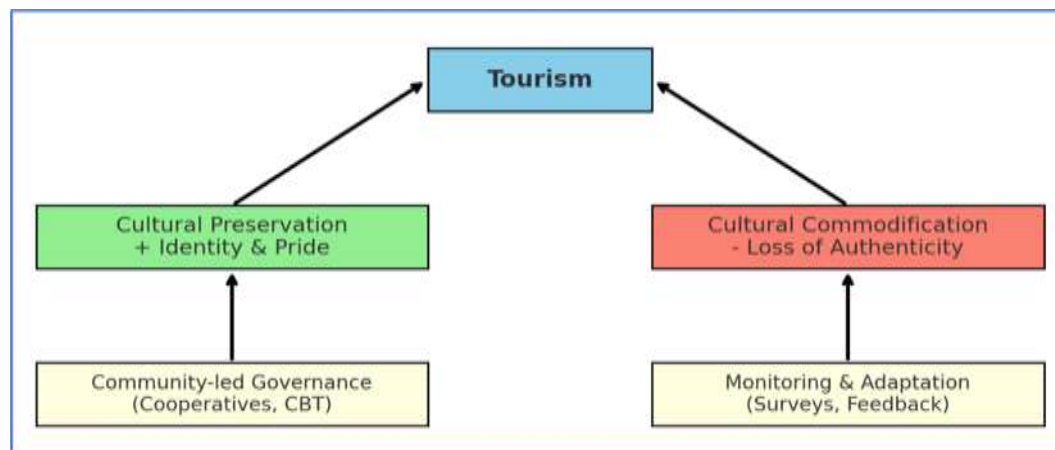 Tourism
Cultural Preservation
+ Identity & Pride
Cultural Commodification
- Loss of Authenticity
Community-led Governance
(Cooperatives, CBT)
Monitoring & Adaptation
(Surveys, Feedback)